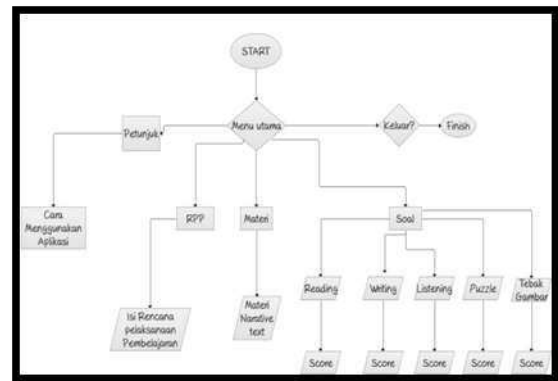 START
Petunjuk
Menu utama
Keluar?
Finish
Cara
Menggunakan
Aplikasi
RPP
Materi
Soal
Reading
Writing
Listening
Puzzle
Tebak
Gambar
Isi Rencana
pelaksanaan
Pembelajaran
Materi
Narative
text
Score
Score
Score
Score
Score